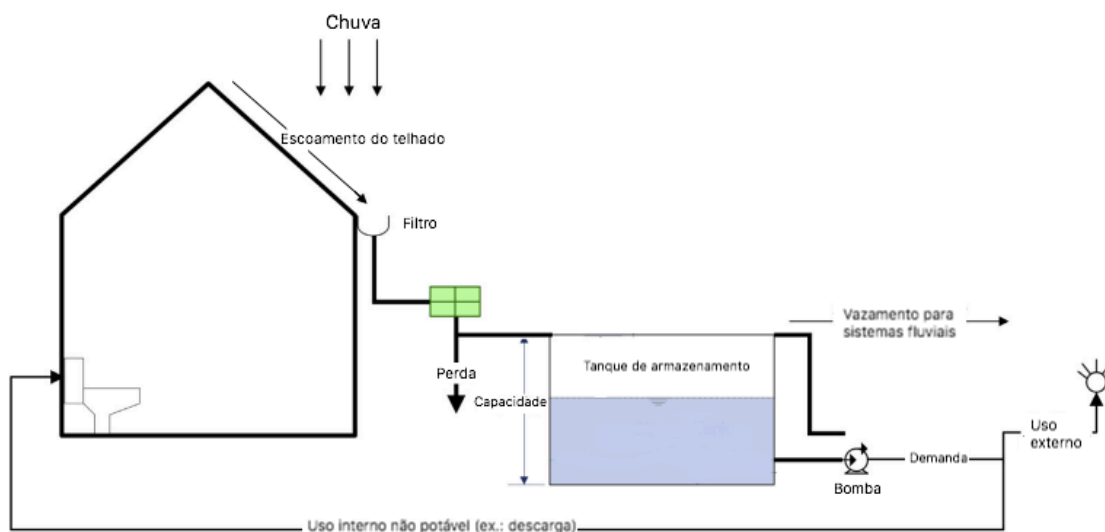 Chuva
Escoamento do telhado
Filtro
Vazamento para
sistemas fluviais
Perda
Tanque de armazenamento
Capacidade
Uso
externo
Demanda
Bomba
Uso interno não potável (ex.: descarga)